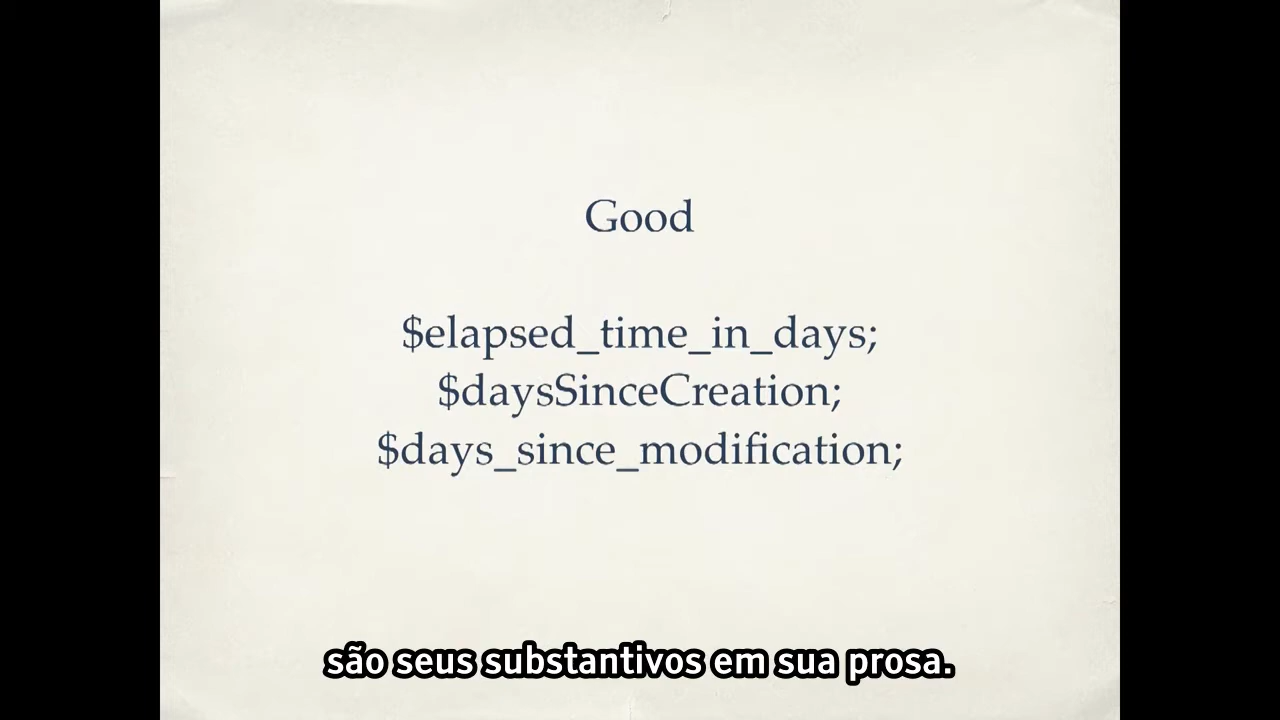 Good
$elapsed_time_in_days;
$daysSinceCreation;
$days_since_modification;
são seus substantivos em sua prosa.